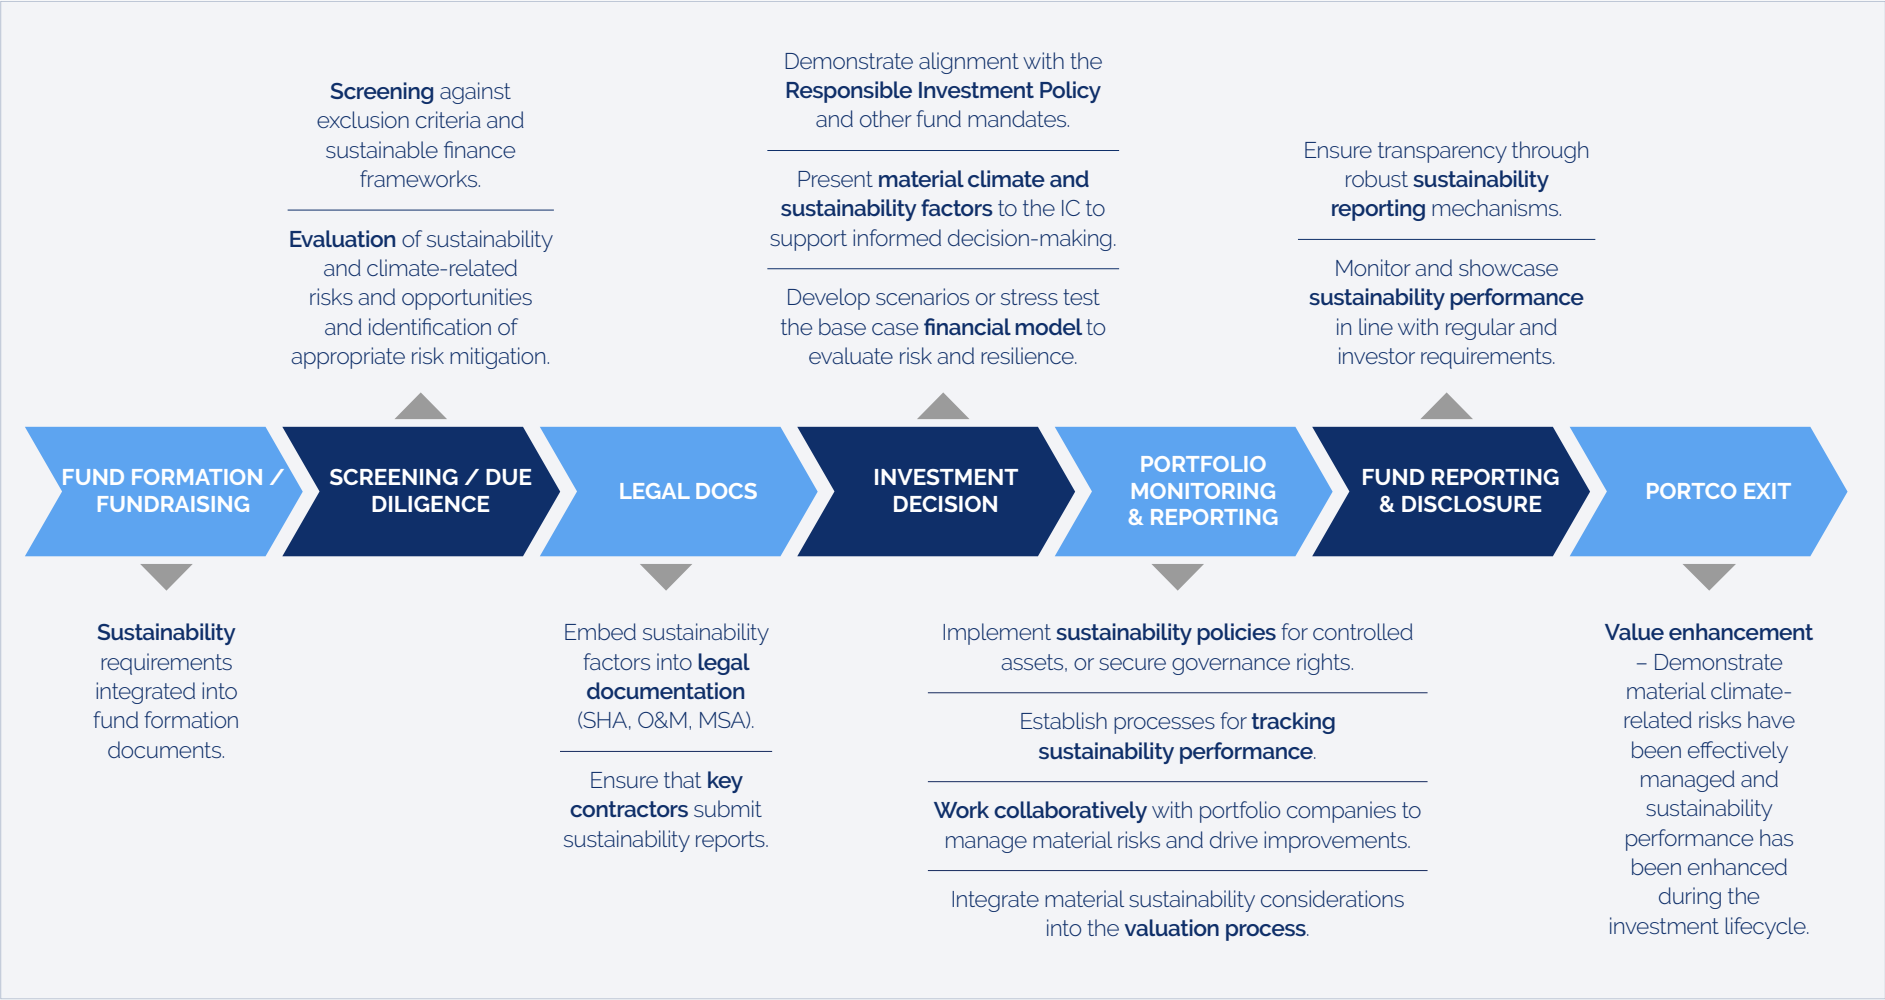 Screening against
exclusion criteria and
sustainable finance
frameworks.
Evaluation of sustainability
and climate-related
risks and opportunities
and identification of
appropriate risk mitigation.
Demonstrate alignment with the
Responsible Investment Policy
and other fund mandates.
Present material climate and
sustainability factors to the IC to
support informed decision-making.
Develop scenarios or stress test
the base case financial model to
evaluate risk and resilience.
Ensure transparency through
robust sustainability
reporting mechanisms.
Monitor and showcase
sustainability performance
in line with regular and
investor requirements.
FUND FORMATION /
FUNDRAISING
SCREENING / DUE
DILIGENCE
LEGAL DOCS
INVESTMENT
DECISION
PORTFOLIO
MONITORING
& REPORTING
FUND REPORTING
& DISCLOSURE
PORTCO EXIT
Sustainability
requirements
integrated into
fund formation
documents.
Embed sustainability
factors into legal
documentation
(SHA, O&M, MSA).
Ensure that key
contractors submit
sustainability reports.
Implement sustainability policies for controlled
assets, or secure governance rights.
Establish processes for tracking
sustainability performance.
Work collaboratively with portfolio companies to
manage material risks and drive improvements.
Integrate material sustainability considerations
into the valuation process.
Value enhancement
– Demonstrate
material climate-
related risks have
been effectively
managed and
sustainability
performance has
been enhanced
during the
investment lifecycle.